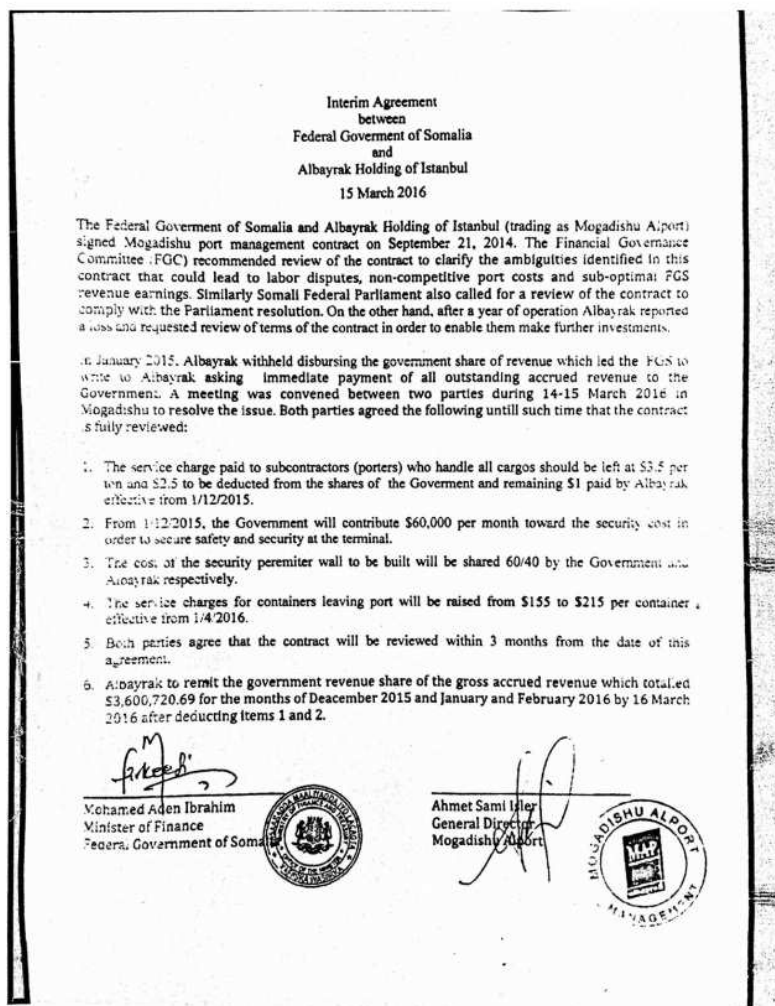 Interim Agreement
between
Federal Goverment of Somalia
and
Albayrak Holding of Istanbul
15 March 2016
The Federal Goverment of Somalia and Albayrak Holding of Istanbul (trading as Mogadishu Alport)
signed Mogadishu port management contract on September 21, 2014. The Financial Governance
Committee (FGC) recommended review of the contract to clarify the ambiguities identified in this
contract that could lead to labor disputes, non-competitive port costs and sub-optimal FGS
revenue earnings. Similarly Somali Federal Parliament also called for a review of the contract to
comply with the Parliament resolution. On the other hand, after a year of operation Albayrak reported
a loss and requested review of terms of the contract in order to enable them make further investments.
In January 2015, Albayrak withheld disbursing the government share of revenue which led the FGS to
write to Albayrak asking immediate payment of all outstanding accrued revenue to the
Government. A meeting was convened between two parties during 14-15 March 2016 in
Mogadishu to resolve the issue. Both parties agreed the following untill such time that the contract
is fully reviewed:
1. The service charge paid to subcontractors (porters) who handle all cargos should be left at $3.5 per
ton and $2.5 to be deducted from the shares of the Goverment and remaining $1 paid by Albayrak
effective from 1/12/2015.
2. From 1/12/2015, the Government will contribute $60,000 per month toward the security cost in
order to secure safety and security at the terminal.
3. The cost of the security peremiter wall to be built will be shared 60/40 by the Government and
Albayrak respectively.
4. The service charges for containers leaving port will be raised from $155 to $215 per container ,
effective from 1/4/2016.
5. Both parties agree that the contract will be reviewed within 3 months from the date of this
agreement.
6. Albayrak to remit the government revenue share of the gross accrued revenue which totalled
$3,600,720.69 for the months of Deacember 2015 and January and February 2016 by 16 March
2016 after deducting items 1 and 2.
Mohamed Aden Ibrahim
Minister of Finance
Federal Government of Soma
Ahmet Sami Isler
General Director
Mogadishu Alport
MOGADISHU ALPORT
MAP
MANAGEMENT